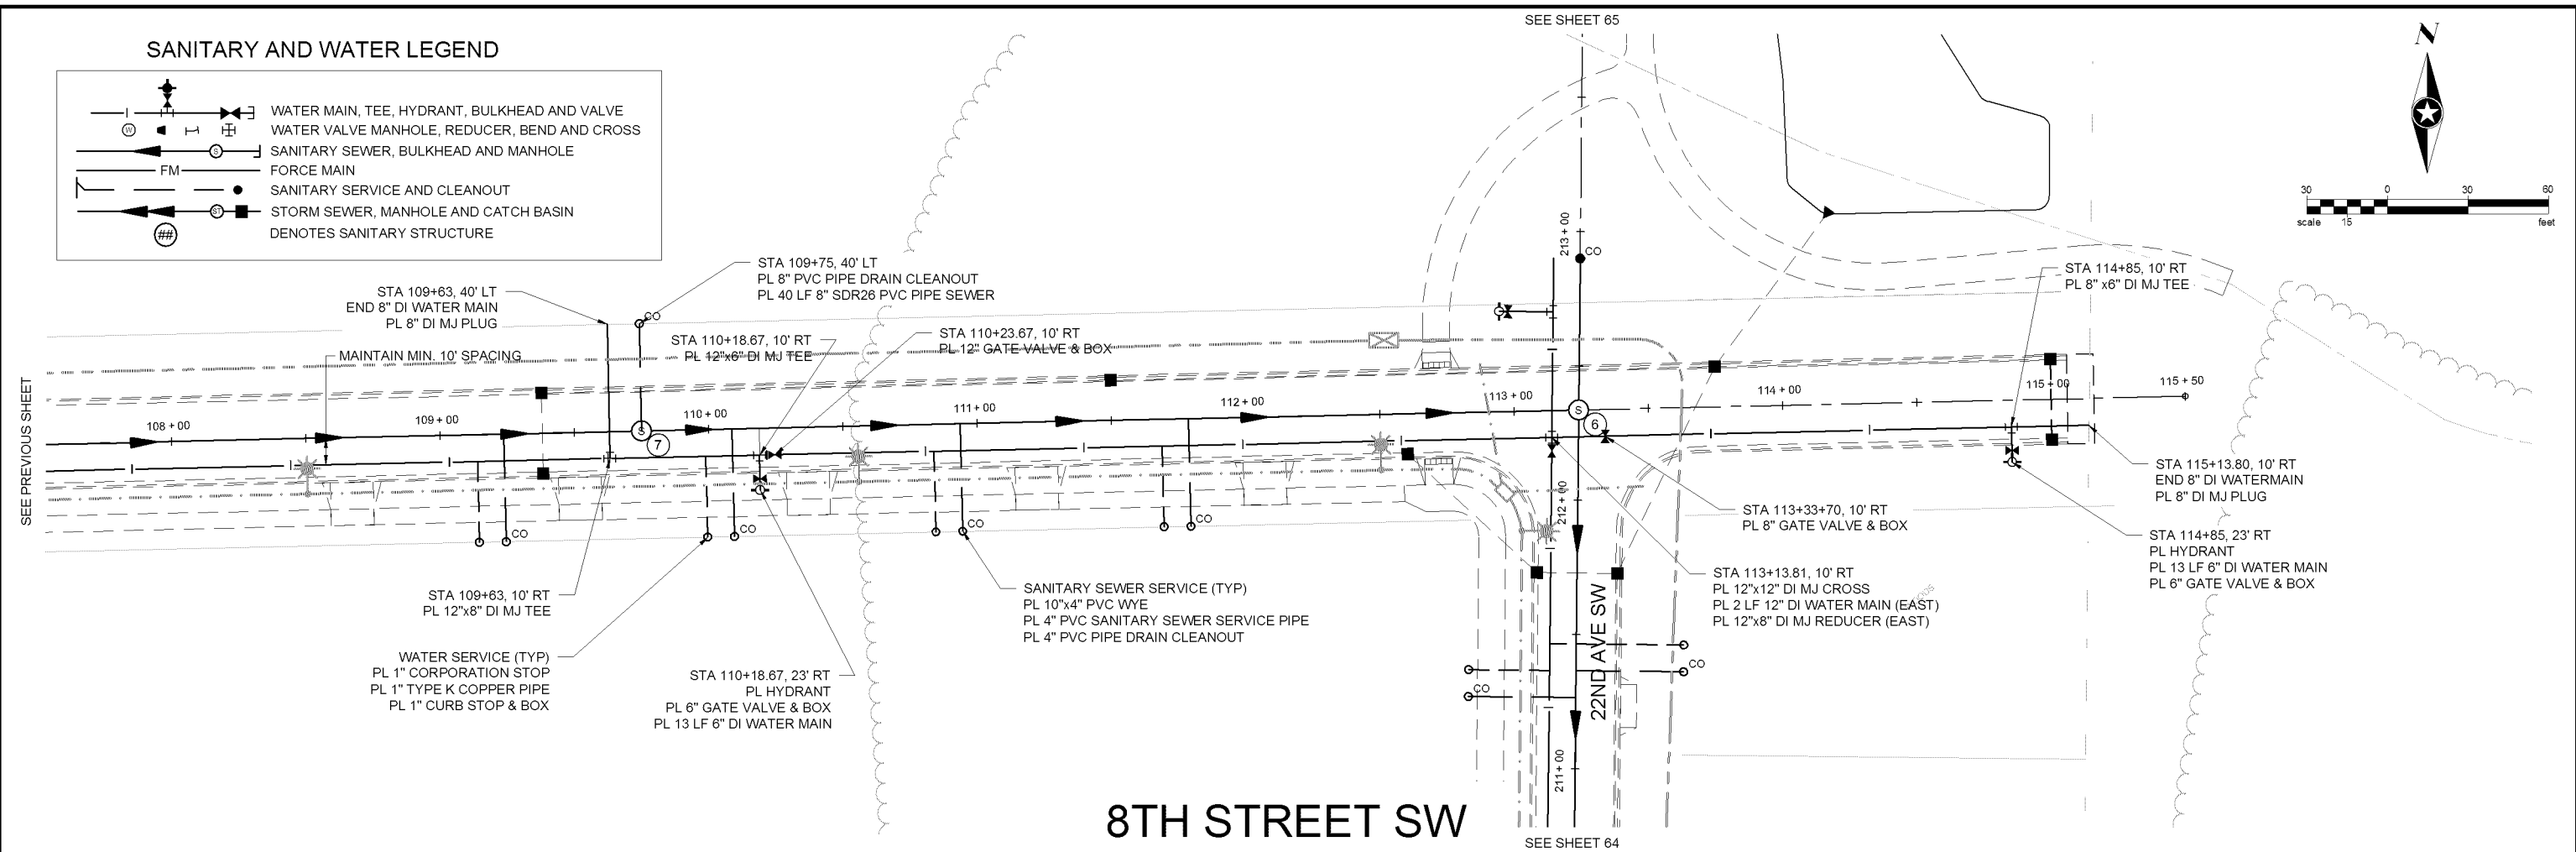 SEE SHEET 65
SANITARY AND WATER LEGEND
WATER MAIN, TEE, HYDRANT, BULKHEAD AND VALVE
W
WATER VALVE MANHOLE, REDUCER, BEND AND CROSS
S
SANITARY SEWER, BULKHEAD AND MANHOLE
FM
FORCE MAIN
SANITARY SERVICE AND CLEANOUT
ST
STORM SEWER, MANHOLE AND CATCH BASIN
##
DENOTES SANITARY STRUCTURE
N
30 0 30 60
scale 15 feet
STA 109+63, 40' LT
END 8" DI WATER MAIN
PL 8" DI MJ PLUG
STA 109+75, 40' LT
PL 8" PVC PIPE DRAIN CLEANOUT
PL 40 LF 8" SDR26 PVC PIPE SEWER
CO
MAINTAIN MIN. 10' SPACING
STA 110+18.67, 10' RT
PL 12"x6" DI MJ TEE
STA 110+23.67, 10' RT
PL 12" GATE VALVE & BOX
213+00
CO
STA 114+85, 10' RT
PL 8" x6" DI MJ TEE
SEE PREVIOUS SHEET
108+00
109+00
110+00
111+00
112+00
113+00
114+00
115+00
115+50
S
7
S
6
CO
CO
CO
CO
212+00
STA 109+63, 10' RT
PL 12"x8" DI MJ TEE
WATER SERVICE (TYP)
PL 1" CORPORATION STOP
PL 1" TYPE K COPPER PIPE
PL 1" CURB STOP & BOX
STA 110+18.67, 23' RT
PL HYDRANT
PL 6" GATE VALVE & BOX
PL 13 LF 6" DI WATER MAIN
SANITARY SEWER SERVICE (TYP)
PL 10"x4" PVC WYE
PL 4" PVC SANITARY SEWER SERVICE PIPE
PL 4" PVC PIPE DRAIN CLEANOUT
STA 113+33+70, 10' RT
PL 8" GATE VALVE & BOX
STA 113+13.81, 10' RT
PL 12"x12" DI MJ CROSS
PL 2 LF 12" DI WATER MAIN (EAST)
PL 12"x8" DI MJ REDUCER (EAST)
STA 115+13.80, 10' RT
END 8" DI WATERMAIN
PL 8" DI MJ PLUG
STA 114+85, 23' RT
PL HYDRANT
PL 13 LF 6" DI WATER MAIN
PL 6" GATE VALVE & BOX
22ND AVE SW
CO
CO
211+00
8TH STREET SW
SEE SHEET 64